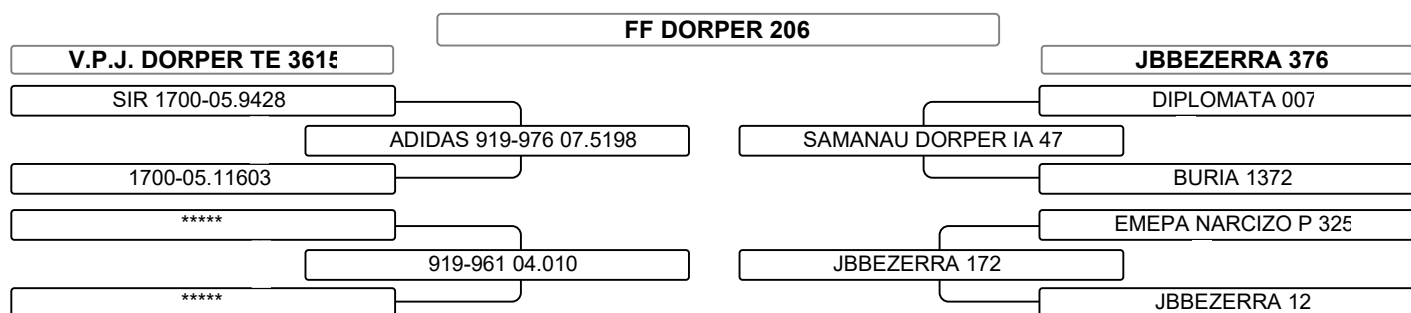 FF DORPER 206
V.P.J. DORPER TE 3615
JBBEZERRA 376
SIR 1700-05.9428
DIPLOMATA 007
ADIDAS 919-976 07.5198
SAMANAU DORPER IA 47
1700-05.11603
BURIA 1372
*****
EMEPA NARCIZO P 325
919-961 04.010
JBBEZERRA 172
*****
JBBEZERRA 12